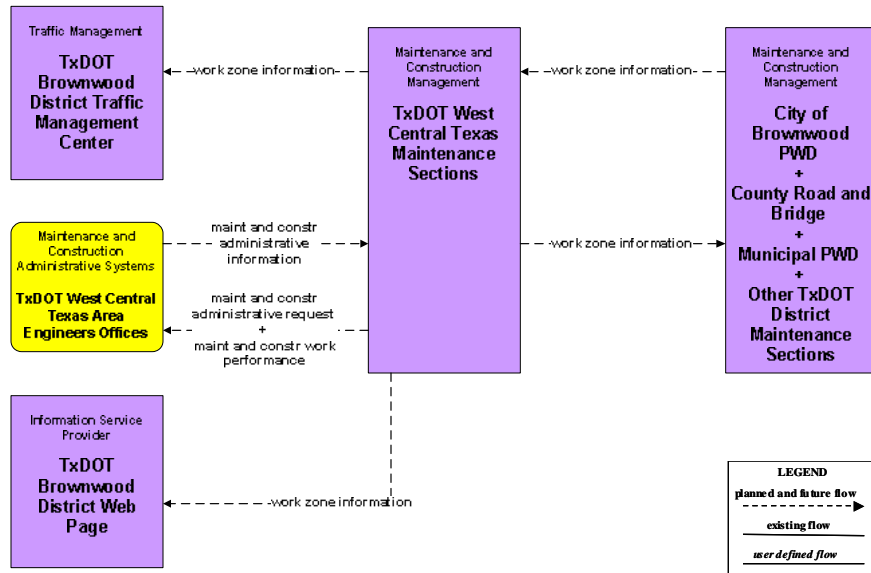 Traffic Management
TxDOT
Brownwood
District Traffic
Management
Center
work zone information
Maintenance and
Construction
Management
TxDOT West
Central Texas
Maintenance
Sections
work zone information
Maintenance and
Construction
Management
City of
Brownwood
PWD
+
County Road and
Bridge
+
Municipal PWD
+
Other TxDOT
District
Maintenance
Sections
Maintenance and
Construction
Administrative Systems
TxDOT West Central
Texas Area
Engineers Offices
maint and constr
administrative
information
work zone information
maint and constr
administrative request
+
maint and constr work
performance
Information Service
Provider
TxDOT
Brownwood
District Web
Page
work zone information
LEGEND
planned and future flow
existing flow
user defined flow